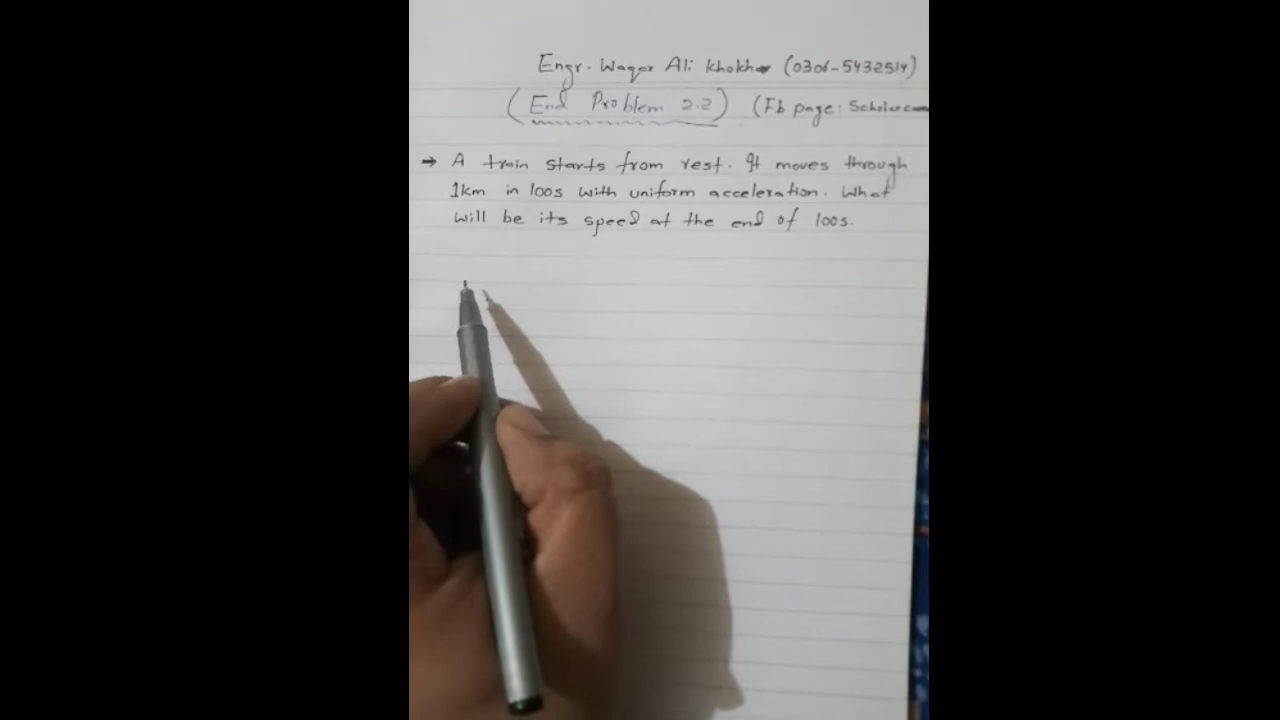 Engr. Waqar Ali Khokhar (0306-5432514)
(End Problem 2.2) (Fb page:
→ A train starts from rest. It moves through
1km in 100s with uniform acceleration. What
will be its speed at the end of 100s.